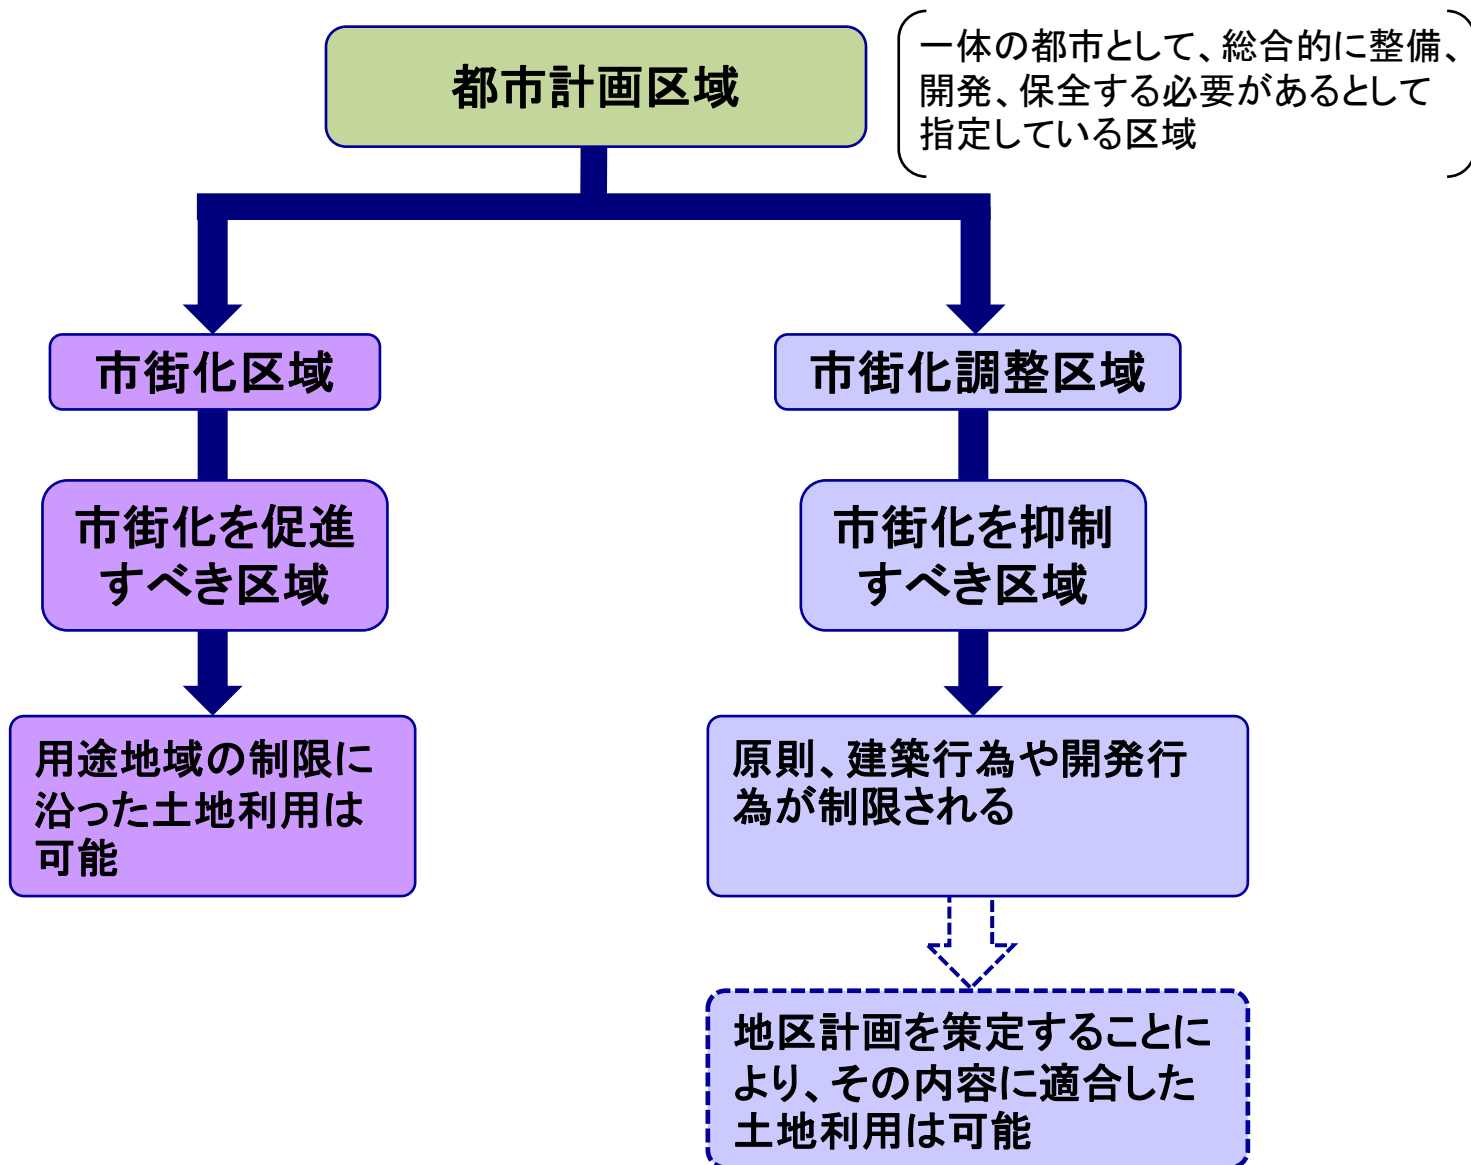 都市計画区域
一体の都市として、総合的に整備、
開発、保全する必要があるとして
指定している区域
市街化区域
市街化調整区域
市街化を促進
すべき区域
市街化を抑制
すべき区域
用途地域の制限に
沿った土地利用は
可能
原則、建築行為や開発行
為が制限される
地区計画を策定することに
より、その内容に適合した
土地利用は可能